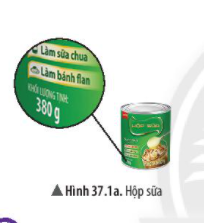 Làm sữa chua
Làm bánh flan
KHỐI LƯỢNG TỊNH:
380 g
▲ Hình 37.1a. Hộp sữa